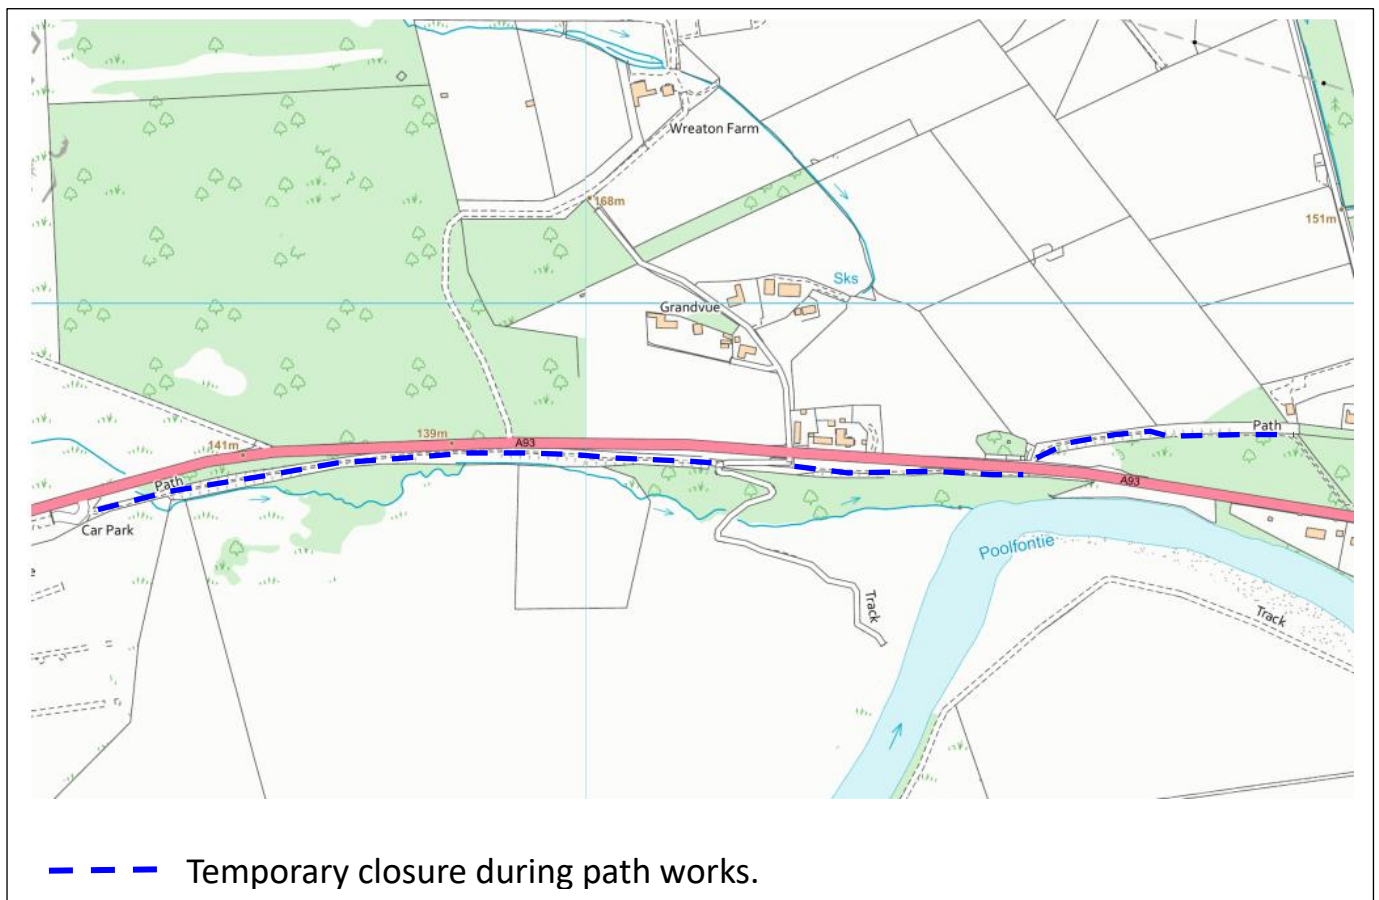 Wreaton Farm
168m
151m
Sks
Grandvue
Path
139m
A93
141m
Path
A93
Car Park
Poolfontie
Track
Track
Temporary closure during path works.